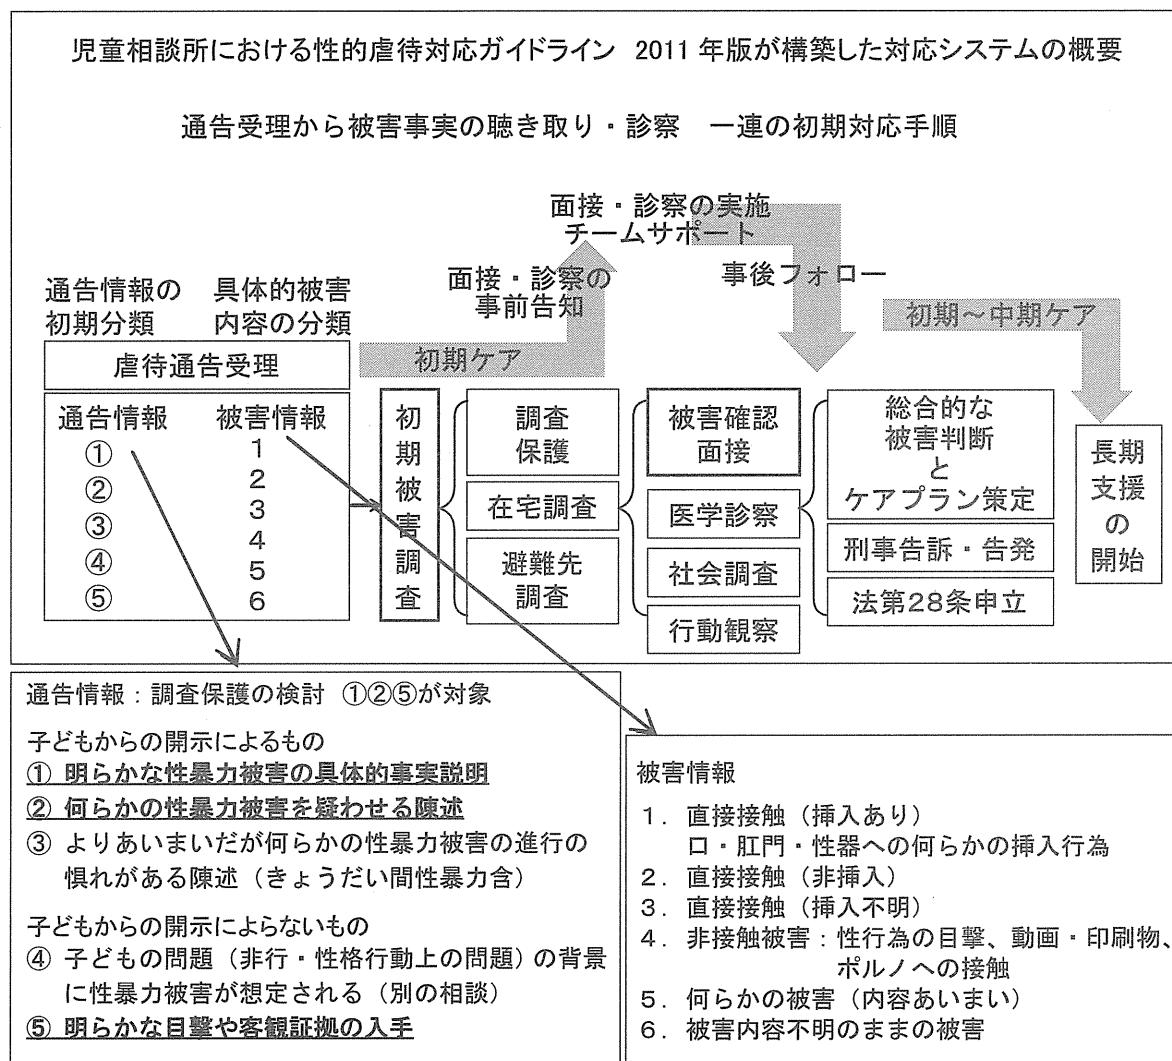 児童相談所における性的虐待対応ガイドライン 2011年版が構築した対応システムの概要
通告受理から被害事実の聴き取り・診察 一連の初期対応手順
面接・診察の実施
チームサポート
面接・診察の
事前告知
事後フォロー
通告情報の
初期分類
具体的被害
内容の分類
初期ケア
初期～中期ケア
虐待通告受理
通告情報
①
②
③
④
⑤
被害情報
1
2
3
4
5
6
初期被害調査
調査
保護
在宅調査
避難先
調査
被害確認
面接
医学診察
社会調査
行動観察
総合的な
被害判断
と
ケアプラン策定
刑事告訴・告発
法第28条申立
長期
支援
の
開始
通告情報：調査保護の検討 ①②⑤が対象
子どもからの開示によるもの
① 明らかな性暴力被害の具体的事実説明
② 何らかの性暴力被害を疑わせる陳述
③ よりあいまいだが何らかの性暴力被害の進行の
惧れがある陳述（きょうだい間性暴力含）
子どもからの開示によらないもの
④ 子どもの問題（非行・性格行動上の問題）の背景
に性暴力被害が想定される（別の相談）
⑤ 明らかな目撃や客観証拠の入手
被害情報
1．直接接触（挿入あり）
口・肛門・性器への何らかの挿入行為
2．直接接触（非挿入）
3．直接接触（挿入不明）
4．非接触被害：性行為の目撃、動画・印刷物、
ポルノへの接触
5．何らかの被害（内容あいまい）
6．被害内容不明のままの被害